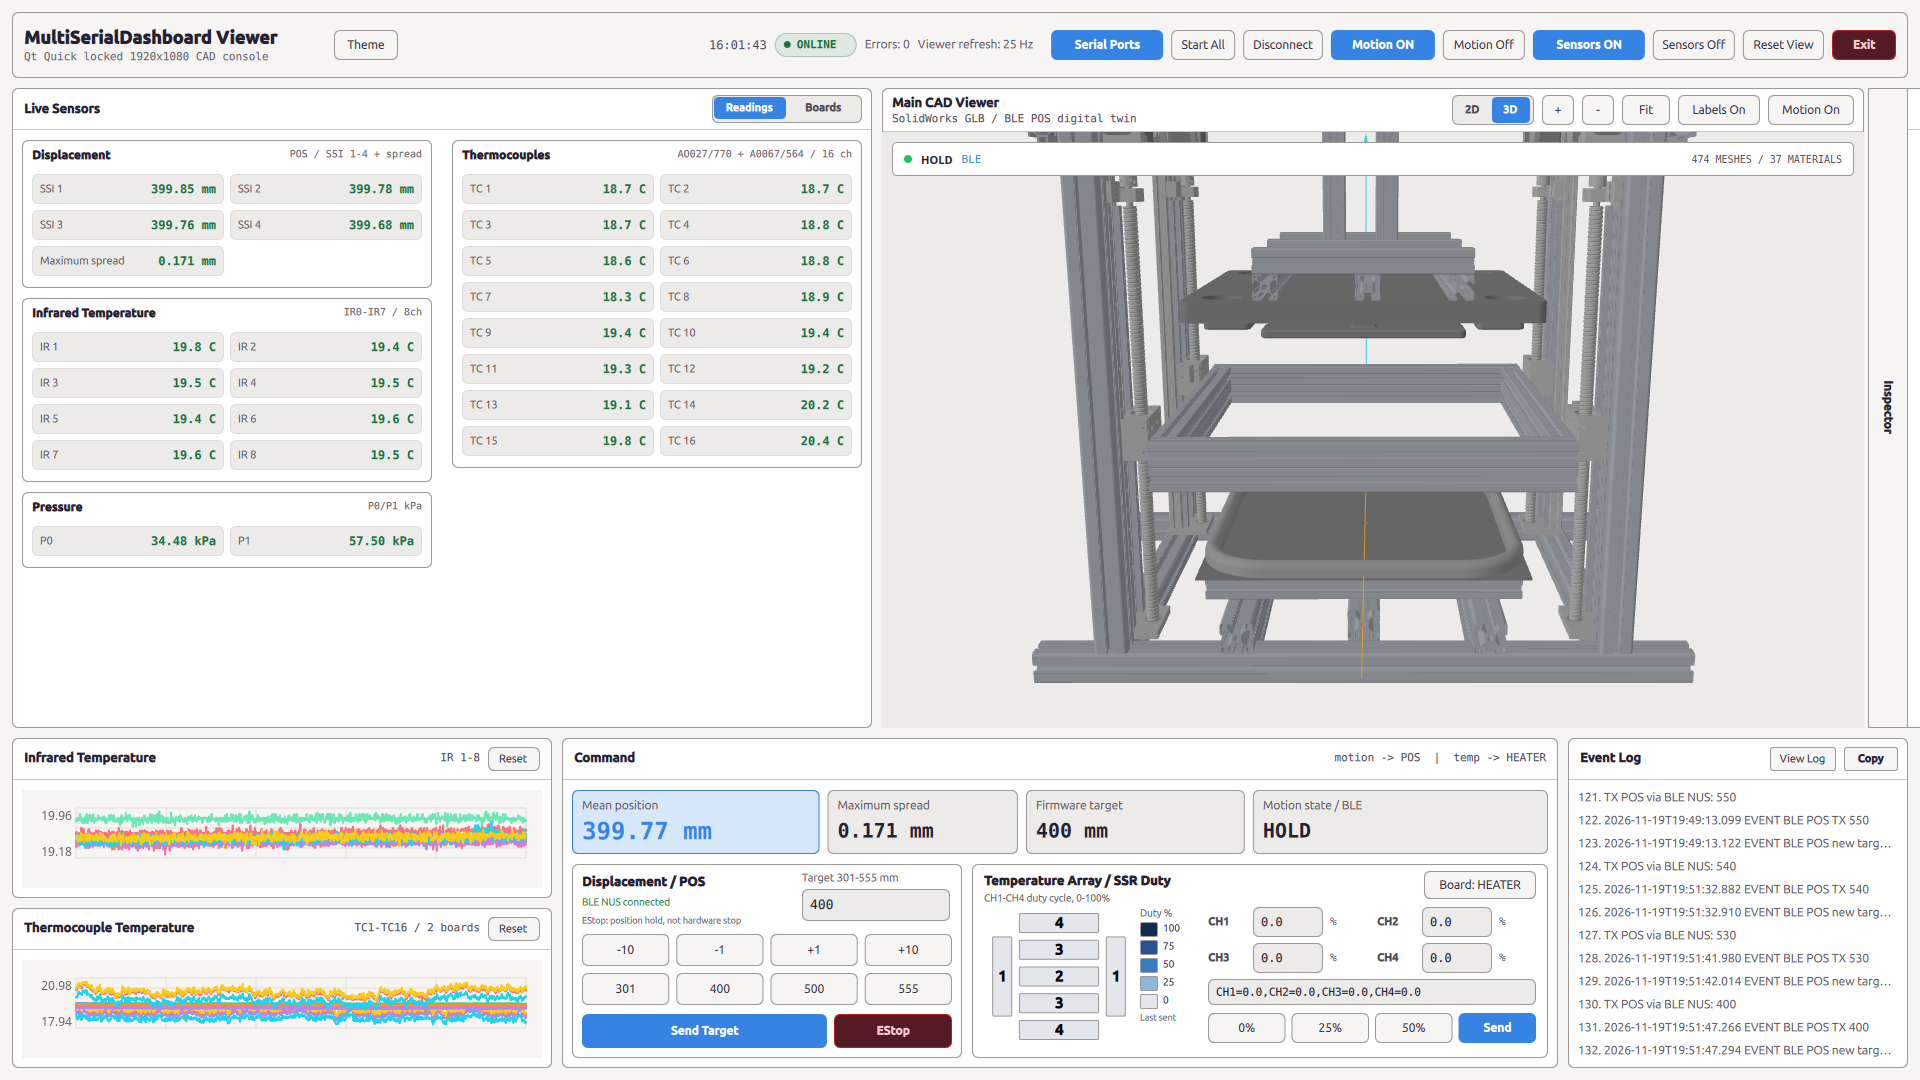 MultiSerialDashboard Viewer
Qt Quick locked 1920x1080 CAD console
Theme
16:01:43
ONLINE
Errors: 0
Viewer refresh: 25 Hz
Serial Ports
Start All
Disconnect
Motion ON
Motion Off
Sensors ON
Sensors Off
Reset View
Exit
Live Sensors
Readings
Boards
Displacement
POS / SSI 1-4 + spread
SSI 1 399.85 mm
SSI 2 399.78 mm
SSI 3 399.76 mm
SSI 4 399.68 mm
Maximum spread 0.171 mm
Infrared Temperature
IR0-IR7 / 8ch
IR 1 19.8 C
IR 2 19.4 C
IR 3 19.5 C
IR 4 19.5 C
IR 5 19.4 C
IR 6 19.6 C
IR 7 19.6 C
IR 8 19.5 C
Pressure
P0/P1 kPa
P0 34.48 kPa
P1 57.50 kPa
Thermocouples
A0027/770 + A0067/564 / 16 ch
TC 1 18.7 C
TC 2 18.7 C
TC 3 18.7 C
TC 4 18.8 C
TC 5 18.6 C
TC 6 18.8 C
TC 7 18.3 C
TC 8 18.9 C
TC 9 19.4 C
TC 10 19.4 C
TC 11 19.3 C
TC 12 19.2 C
TC 13 19.1 C
TC 14 20.2 C
TC 15 19.8 C
TC 16 20.4 C
Main CAD Viewer
SolidWorks GLB / BLE POS digital twin
2D
3D
+
-
Fit
Labels On
Motion On
HOLD BLE
474 MESHES / 37 MATERIALS
Inspector
Infrared Temperature
IR 1-8
Reset
19.96
19.18
Thermocouple Temperature
TC1-TC16 / 2 boards
Reset
20.98
17.94
Command
motion -> POS | temp -> HEATER
Mean position
399.77 mm
Maximum spread
0.171 mm
Firmware target
400 mm
Motion state / BLE
HOLD
Displacement / POS
BLE NUS connected
EStop: position hold, not hardware stop
Target 301-555 mm
400
-10
-1
+1
+10
301
400
500
555
Send Target
EStop
Temperature Array / SSR Duty
CH1-CH4 duty cycle, 0-100%
Board: HEATER
4
3
1
2
1
3
4
Duty %
100
75
50
25
0
Last sent
CH1 0.0 %
CH2 0.0 %
CH3 0.0 %
CH4 0.0 %
CH1=0.0,CH2=0.0,CH3=0.0,CH4=0.0
0%
25%
50%
Send
Event Log
View Log
Copy
121. TX POS via BLE NUS: 550
122. 2026-11-19T19:49:13.099 EVENT BLE POS TX 550
123. 2026-11-19T19:49:13.122 EVENT BLE POS new targ...
124. TX POS via BLE NUS: 540
125. 2026-11-19T19:51:32.882 EVENT BLE POS TX 540
126. 2026-11-19T19:51:32.910 EVENT BLE POS new targ...
127. TX POS via BLE NUS: 530
128. 2026-11-19T19:51:41.980 EVENT BLE POS TX 530
129. 2026-11-19T19:51:42.014 EVENT BLE POS new targ...
130. TX POS via BLE NUS: 400
131. 2026-11-19T19:51:47.266 EVENT BLE POS TX 400
132. 2026-11-19T19:51:47.294 EVENT BLE POS new targ...